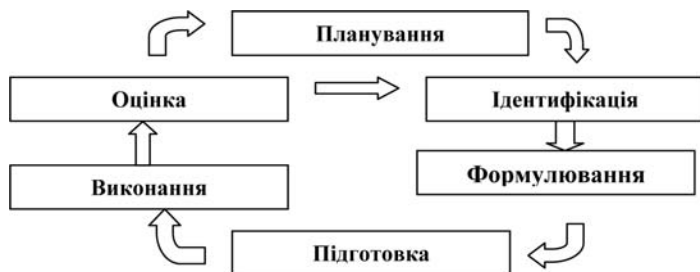 Планування
Оцінка
Ідентифікація
Виконання
Формулювання
Підготовка